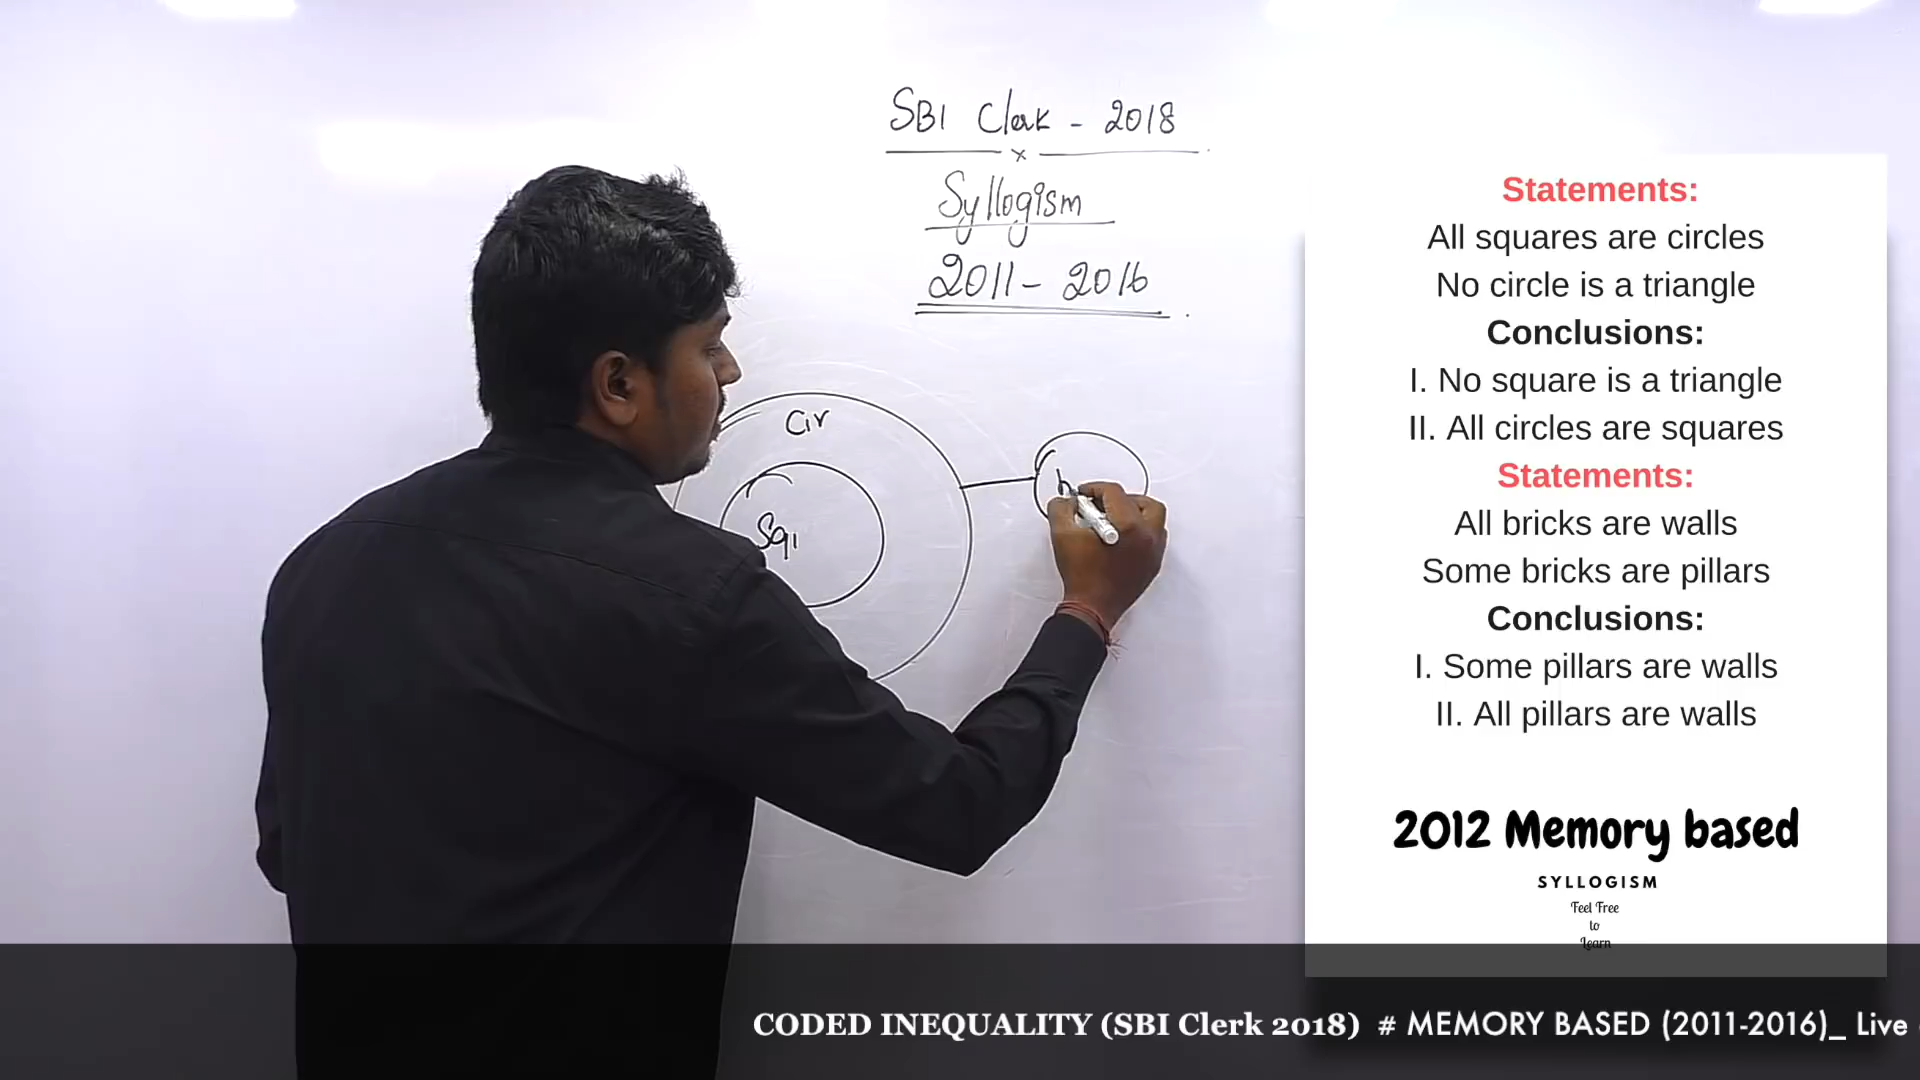 SBI Clerk - 2018
x
Syllogism
2011 - 2016
Cir
Squ
Statements:
All squares are circles
No circle is a triangle
Conclusions:
I. No square is a triangle
II. All circles are squares
Statements:
All bricks are walls
Some bricks are pillars
Conclusions:
I. Some pillars are walls
II. All pillars are walls
2012 Memory based
SYLLOGISM
Feel Free
to
Learn
CODED INEQUALITY (SBI Clerk 2018) # MEMORY BASED (2011-2016)_ Live